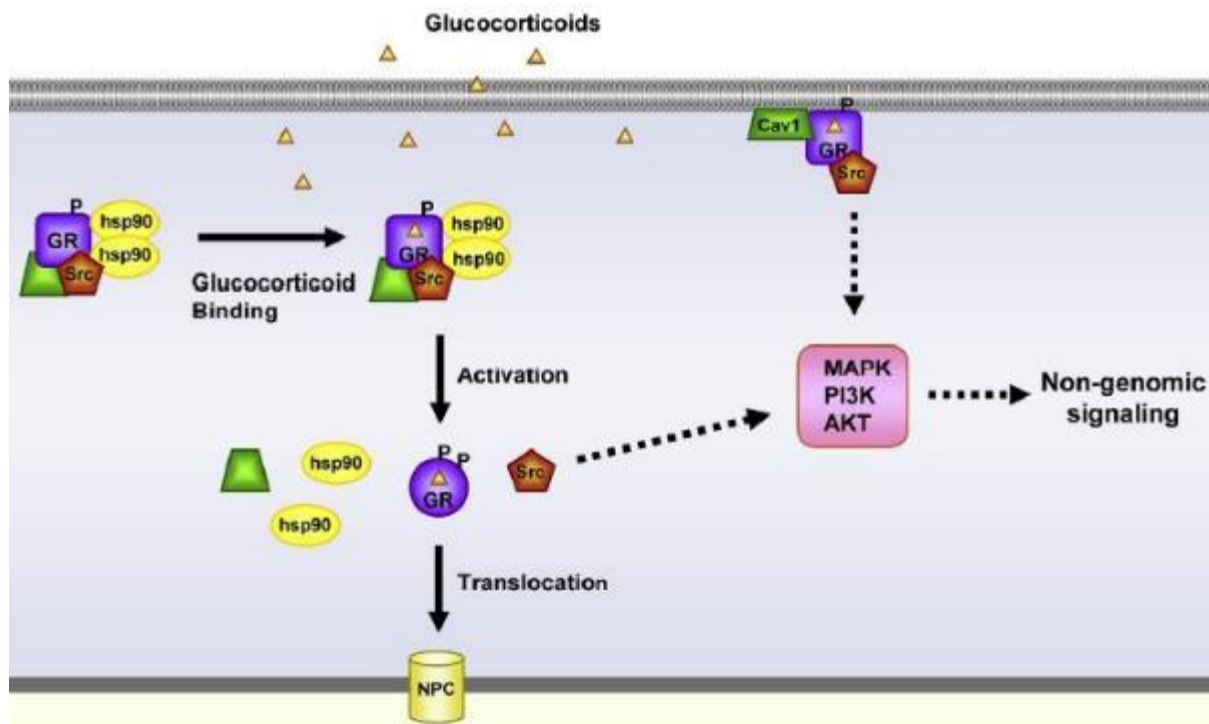 Glucocorticoids
P
Cav1
GR
Src
P
hsp90
GR
hsp90
Src
Glucocorticoid
Binding
P
hsp90
GR
hsp90
Src
Activation
MAPK
PI3K
AKT
Non-genomic
signaling
hsp90
P
P
GR
Src
hsp90
Translocation
NPC